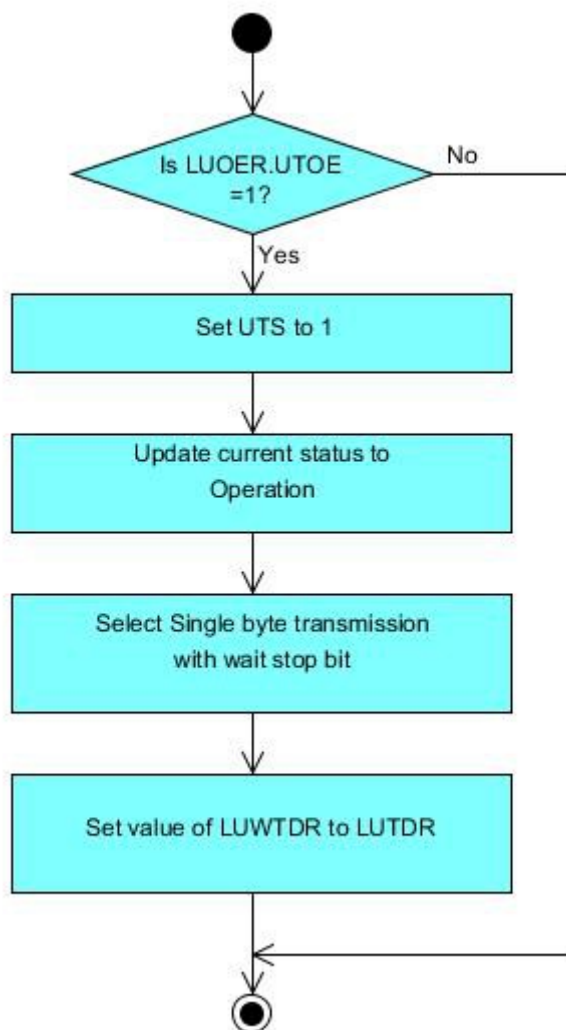 Is LUOER.UTOE
=1?
No
Yes
Set UTS to 1
Update current status to
Operation
Select Single byte transmission
with wait stop bit
Set value of LUWTDR to LUTDR